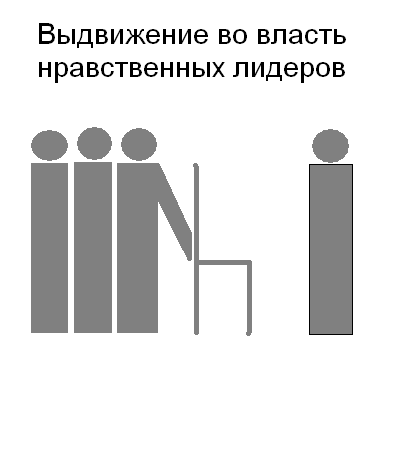 Выдвижение во власть
нравственных лидеров